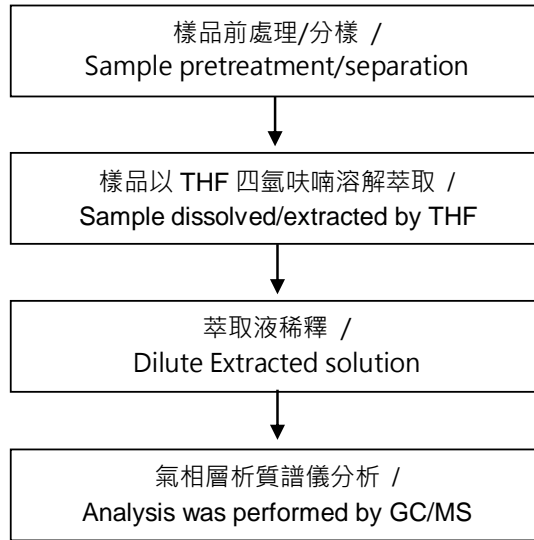 樣品前處理/分樣 /
Sample pretreatment/separation
樣品以 THF 四氫呋喃溶解萃取 /
Sample dissolved/extracted by THF
萃取液稀釋 /
Dilute Extracted solution
氣相層析質譜儀分析 /
Analysis was performed by GC/MS